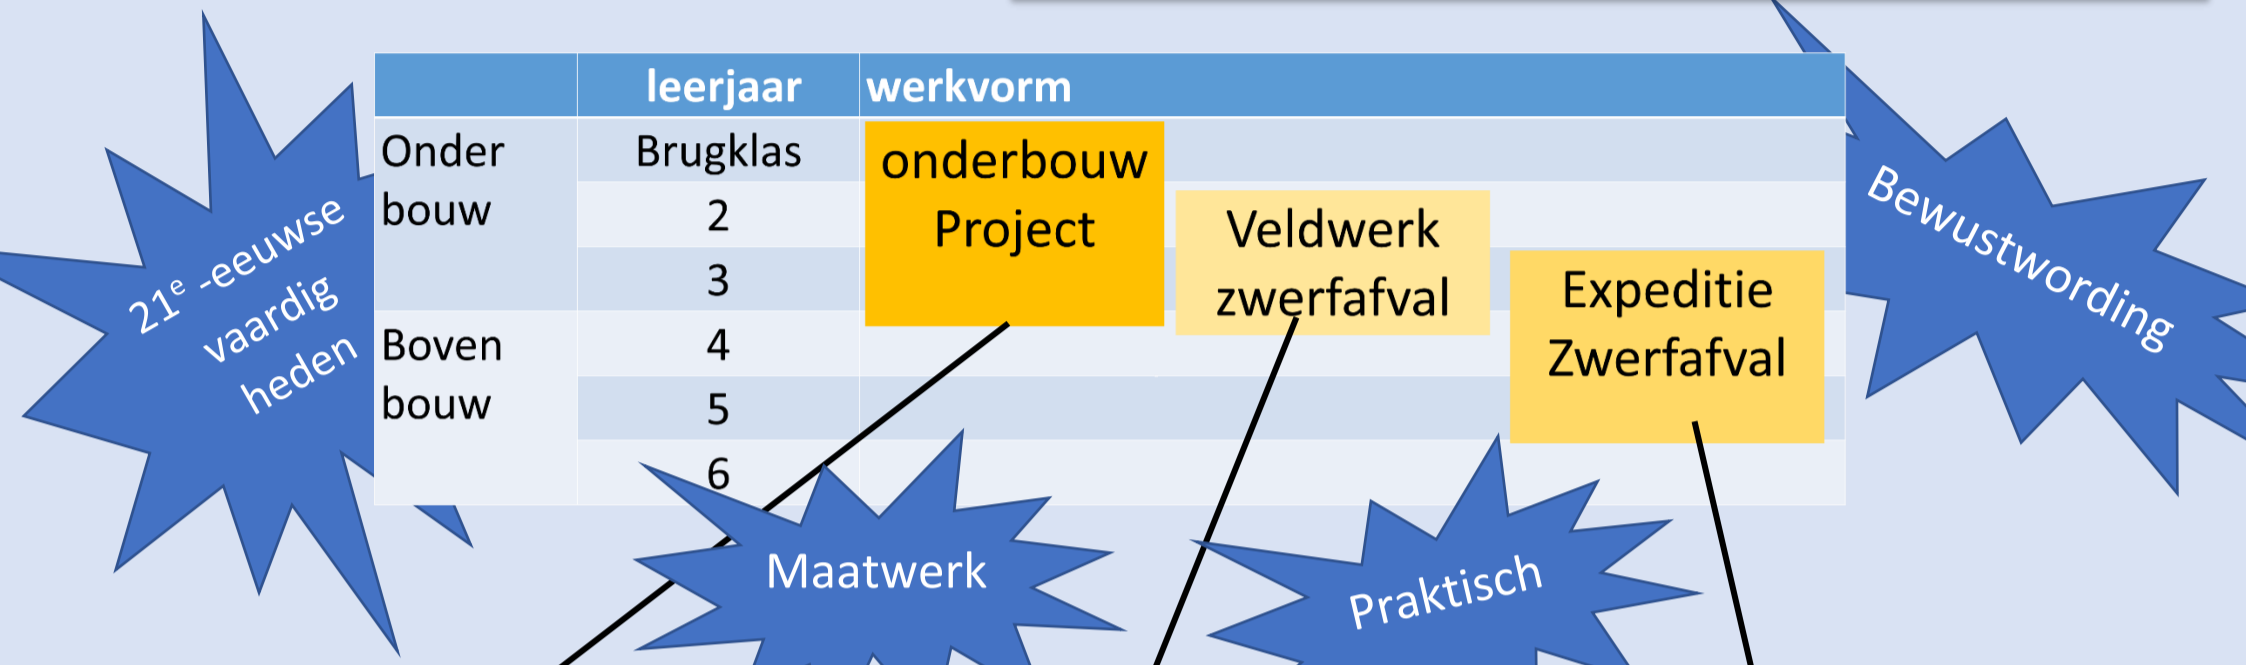 leerjaar werkvorm
Onder
bouw
Brugklas
2
3
Boven
bouw
4
5
6
onderbouw
Project
Veldwerk
zwerfafval
Expeditie
Zwerfafval
21e -eeuwse
vaardig
heden
Bewustwording
Maatwerk
Praktisch